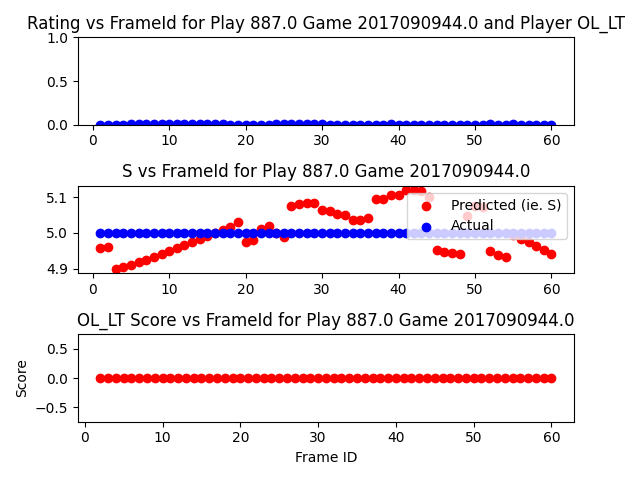 Rating vs FrameId for Play 887.0 Game 2017090944.0 and Player OL_LT
1.0
0.5
0.0
0 10 20 30 40 50 60
S vs FrameId for Play 887.0 Game 2017090944.0
5.1
5.0
4.9
Predicted (ie. S)
Actual
0 10 20 30 40 50 60
OL_LT Score vs FrameId for Play 887.0 Game 2017090944.0
Score
0.5
0.0
−0.5
0 10 20 30 40 50 60
Frame ID